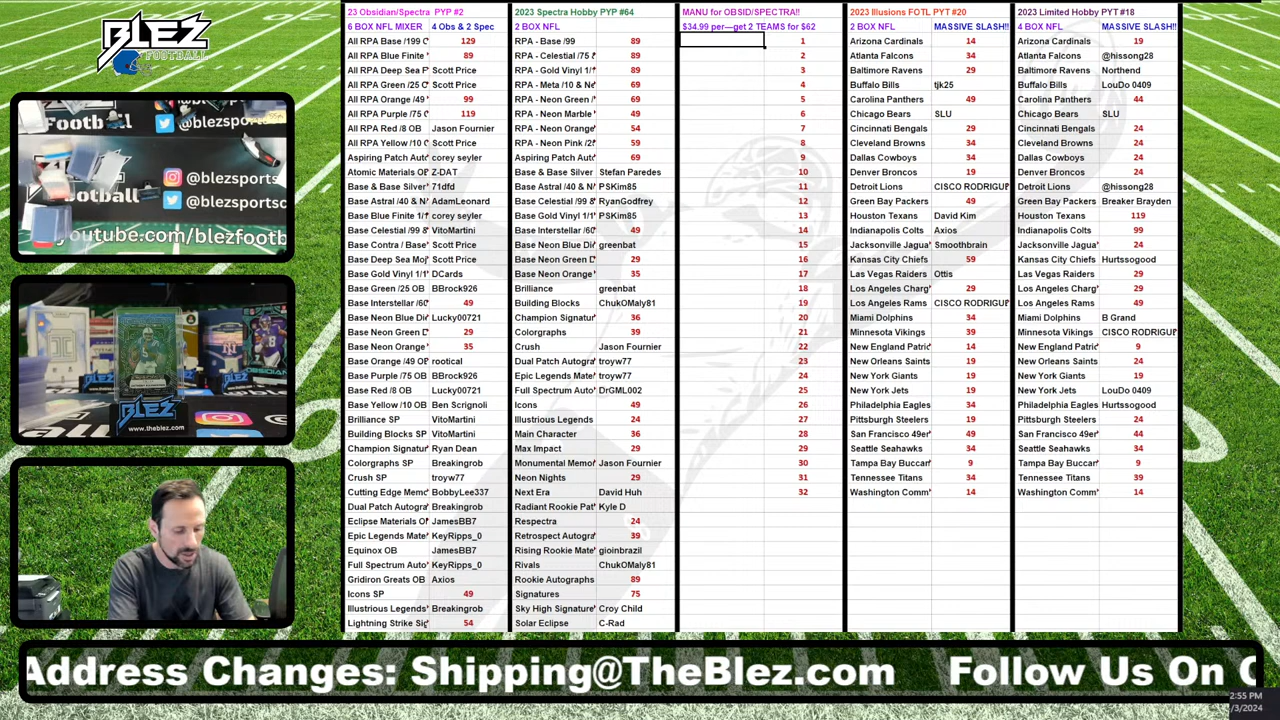 BLEZ
FOOTBALL
Football
@blezsports
@blezsports
ootball
@blezsportsc
youtube.com/blezfootb
BLEZ
www.theblez.com
23 Obsidian/Spectra PYP #2
6 BOX NFL MIXER 4 Obs & 2 Spec
All RPA Base /199 129
All RPA Blue Finite 89
All RPA Deep Sea F Scott Price
All RPA Green /25 Scott Price
All RPA Orange /49 99
All RPA Purple /75 119
All RPA Red /8 OB Jason Fournier
All RPA Yellow /10 Scott Price
Aspiring Patch Aut corey seyler
Atomic Materials O Z-DAT
Base & Base Silver 71dfd
Base Astral /40 & N AdamLeonard
Base Blue Finite 1/ corey seyler
Base Celestial /99 VitoMartini
Base Contra / Base Scott Price
Base Deep Sea Moj Scott Price
Base Gold Vinyl 1/1 DCards
Base Green /25 OB BBrock926
Base Interstellar /60 49
Base Neon Blue Di Lucky00721
Base Neon Green 29
Base Neon Orange 35
Base Orange /49 OB rootical
Base Purple /75 OB BBrock926
Base Red /8 OB Lucky00721
Base Yellow /10 OB Ben Scrignoli
Brilliance SP VitoMartini
Building Blocks SP VitoMartini
Champion Signatur Ryan Dean
Colorgraphs SP Breakingrob
Crush SP troyw77
Cutting Edge Memo BobbyLee337
Dual Patch Autogra Breakingrob
Eclipse Materials O JamesBB7
Epic Legends Mate KeyRipps_0
Equinox OB JamesBB7
Full Spectrum Auto KeyRipps_0
Gridiron Greats OB Axios
Icons SP 49
Illustrious Legends Breakingrob
Lightning Strike Sig 54
2023 Spectra Hobby PYP #64
2 BOX NFL
RPA - Base /99 89
RPA - Celestial /75 89
RPA - Gold Vinyl 1/ 89
RPA - Meta /10 & Ne 69
RPA - Neon Green / 69
RPA - Neon Marble 49
RPA - Neon Orange 54
RPA - Neon Pink /2 59
Aspiring Patch Aut 69
Base & Base Silver Stefan Paredes
Base Astral /40 & N PSKim85
Base Celestial /99 RyanGodfrey
Base Gold Vinyl 1/1 PSKim85
Base Interstellar /60 49
Base Neon Blue Di greenbat
Base Neon Green 29
Base Neon Orange 35
Brilliance greenbat
Building Blocks ChukOMaly81
Champion Signatur 36
Colorgraphs 39
Crush Jason Fournier
Dual Patch Autogra troyw77
Epic Legends Mate troyw77
Full Spectrum Auto DrGML002
Icons 49
Illustrious Legends 24
Main Character 36
Max Impact 29
Monumental Memo Jason Fournier
Neon Nights 29
Next Era David Huh
Radiant Rookie Pat Kyle D
Respectra 24
Retrospect Autogra 39
Rising Rookie Mate gioinbrazil
Rivals ChukOMaly81
Rookie Autographs 89
Signatures 75
Sky High Signature Croy Child
Solar Eclipse C-Rad
MANU for OBSID/SPECTRA!!
$34.99 per—get 2 TEAMS for $62
1
2
3
4
5
6
7
8
9
10
11
12
13
14
15
16
17
18
19
20
21
22
23
24
25
26
27
28
29
30
31
32
2023 Illusions FOTL PYT #20
2 BOX NFL MASSIVE SLASH!!
Arizona Cardinals 14
Atlanta Falcons 34
Baltimore Ravens 29
Buffalo Bills tjk25
Carolina Panthers 49
Chicago Bears SLU
Cincinnati Bengals 29
Cleveland Browns 34
Dallas Cowboys 34
Denver Broncos 19
Detroit Lions CISCO RODRIGU
Green Bay Packers 49
Houston Texans David Kim
Indianapolis Colts Axios
Jacksonville Jagua Smoothbrain
Kansas City Chiefs 59
Las Vegas Raiders Ottis
Los Angeles Charg 29
Los Angeles Rams CISCO RODRIGU
Miami Dolphins 34
Minnesota Vikings 39
New England Patric 14
New Orleans Saints 19
New York Giants 19
New York Jets 19
Philadelphia Eagles 34
Pittsburgh Steelers 19
San Francisco 49er 49
Seattle Seahawks 34
Tampa Bay Buccan 9
Tennessee Titans 34
Washington Comm 14
2023 Limited Hobby PYT #18
4 BOX NFL MASSIVE SLASH!!
Arizona Cardinals 19
Atlanta Falcons @hissong28
Baltimore Ravens Northend
Buffalo Bills LouDo 0409
Carolina Panthers 44
Chicago Bears SLU
Cincinnati Bengals 24
Cleveland Browns 24
Dallas Cowboys 24
Denver Broncos 24
Detroit Lions @hissong28
Green Bay Packers Breaker Brayden
Houston Texans 119
Indianapolis Colts 99
Jacksonville Jagua 24
Kansas City Chiefs Hurtssogood
Las Vegas Raiders 29
Los Angeles Charg 29
Los Angeles Rams 49
Miami Dolphins B Grand
Minnesota Vikings CISCO RODRIGU
New England Patric 9
New Orleans Saints 24
New York Giants 19
New York Jets LouDo 0409
Philadelphia Eagles Hurtssogood
Pittsburgh Steelers 24
San Francisco 49er 44
Seattle Seahawks 34
Tampa Bay Buccan 9
Tennessee Titans 39
Washington Comm 14
Address Changes: Shipping@TheBlez.com Follow Us On
2:55 PM
/3/2024